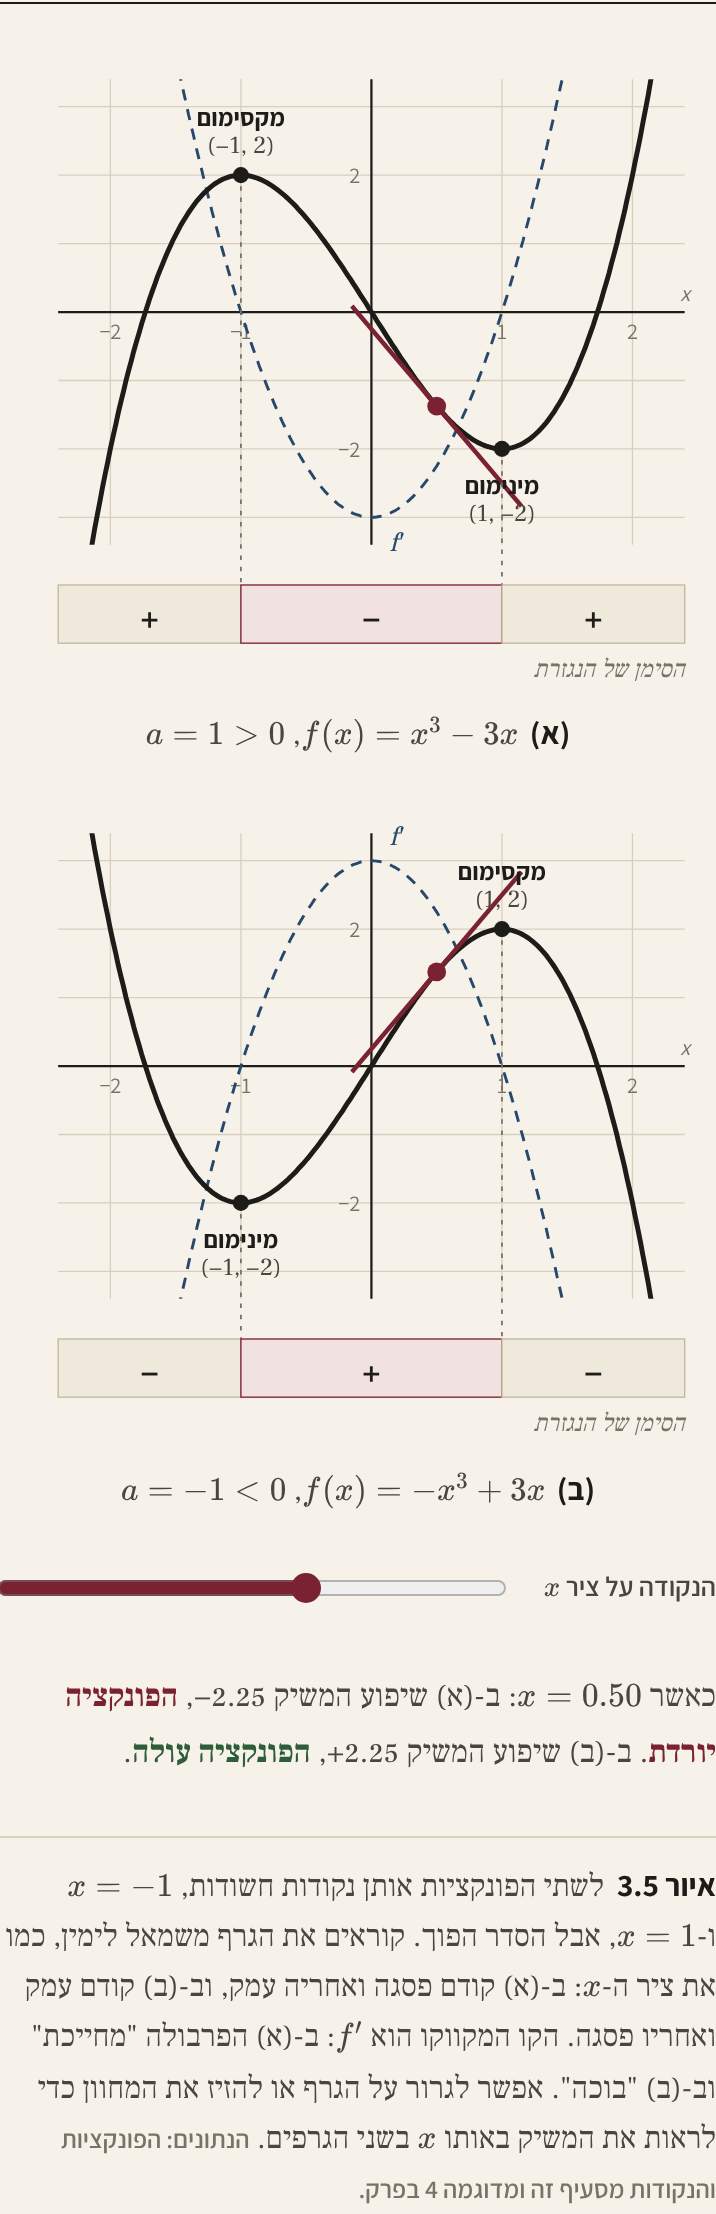 מקסימום
(−1, 2)
2
x
−2
−1
1
2
−2
מינימום
(1, −2)
f′
+
−
+
הסימן של הנגזרת
(א) f(x) = x³ − 3x, a = 1 > 0
f′
מקסימום
(1, 2)
2
x
−2
−1
1
2
−2
מינימום
(−1, −2)
−
+
−
הסימן של הנגזרת
(ב) f(x) = −x³ + 3x, a = −1 < 0
הנקודה על ציר x
כאשר x = 0.50: ב-(א) שיפוע המשיק −2.25, הפונקציה
יורדת. ב-(ב) שיפוע המשיק +2.25, הפונקציה עולה.
איור 3.5 לשתי הפונקציות אותן נקודות חשודות, x = −1
ו-x = 1, אבל הסדר הפוך. קוראים את הגרף משמאל לימין, כמו
את ציר ה-x: ב-(א) קודם פסגה ואחריה עמק, וב-(ב) קודם עמק
ואחריו פסגה. הקו המקווקו הוא f′: ב-(א) הפרבולה "מחייכת"
וב-(ב) "בוכה". אפשר לגרור על הגרף או להזיז את המחוון כדי
לראות את המשיק באותו x בשני הגרפים. הנתונים: הפונקציות
והנקודות מסעיף זה ומדוגמה 4 בפרק.